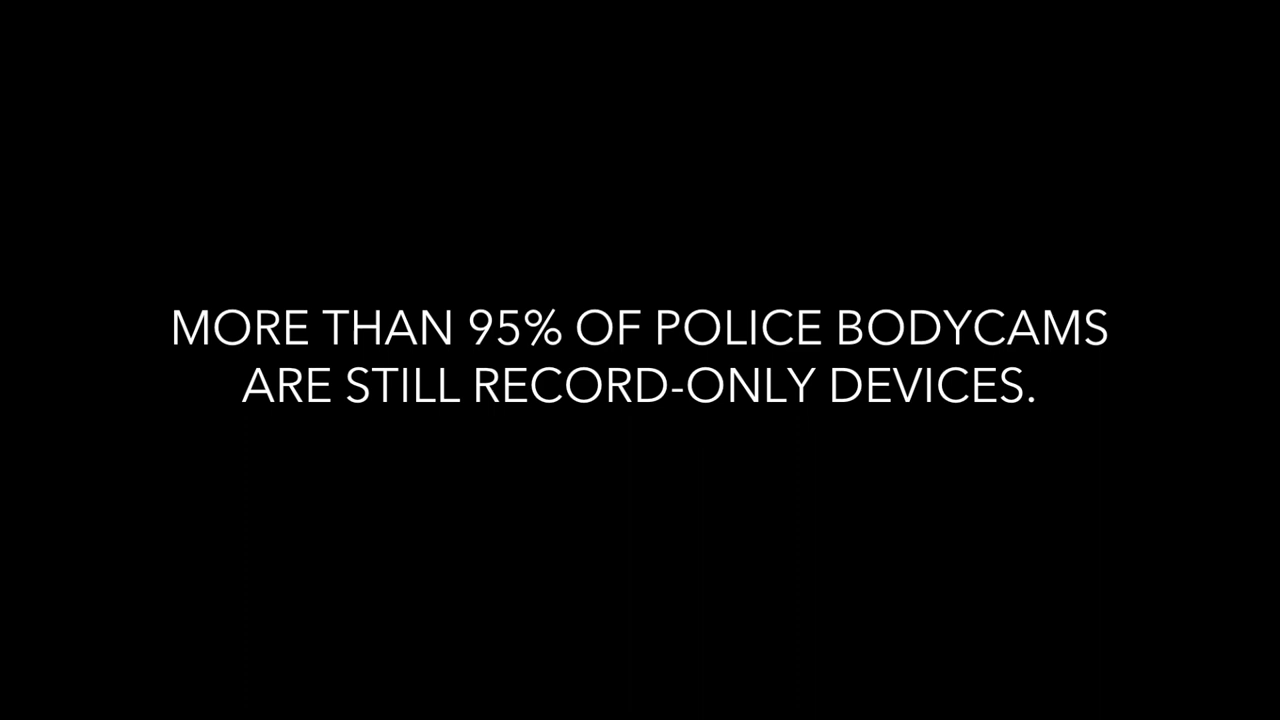 MORE THAN 95% OF POLICE BODYCAMS
ARE STILL RECORD-ONLY DEVICES.